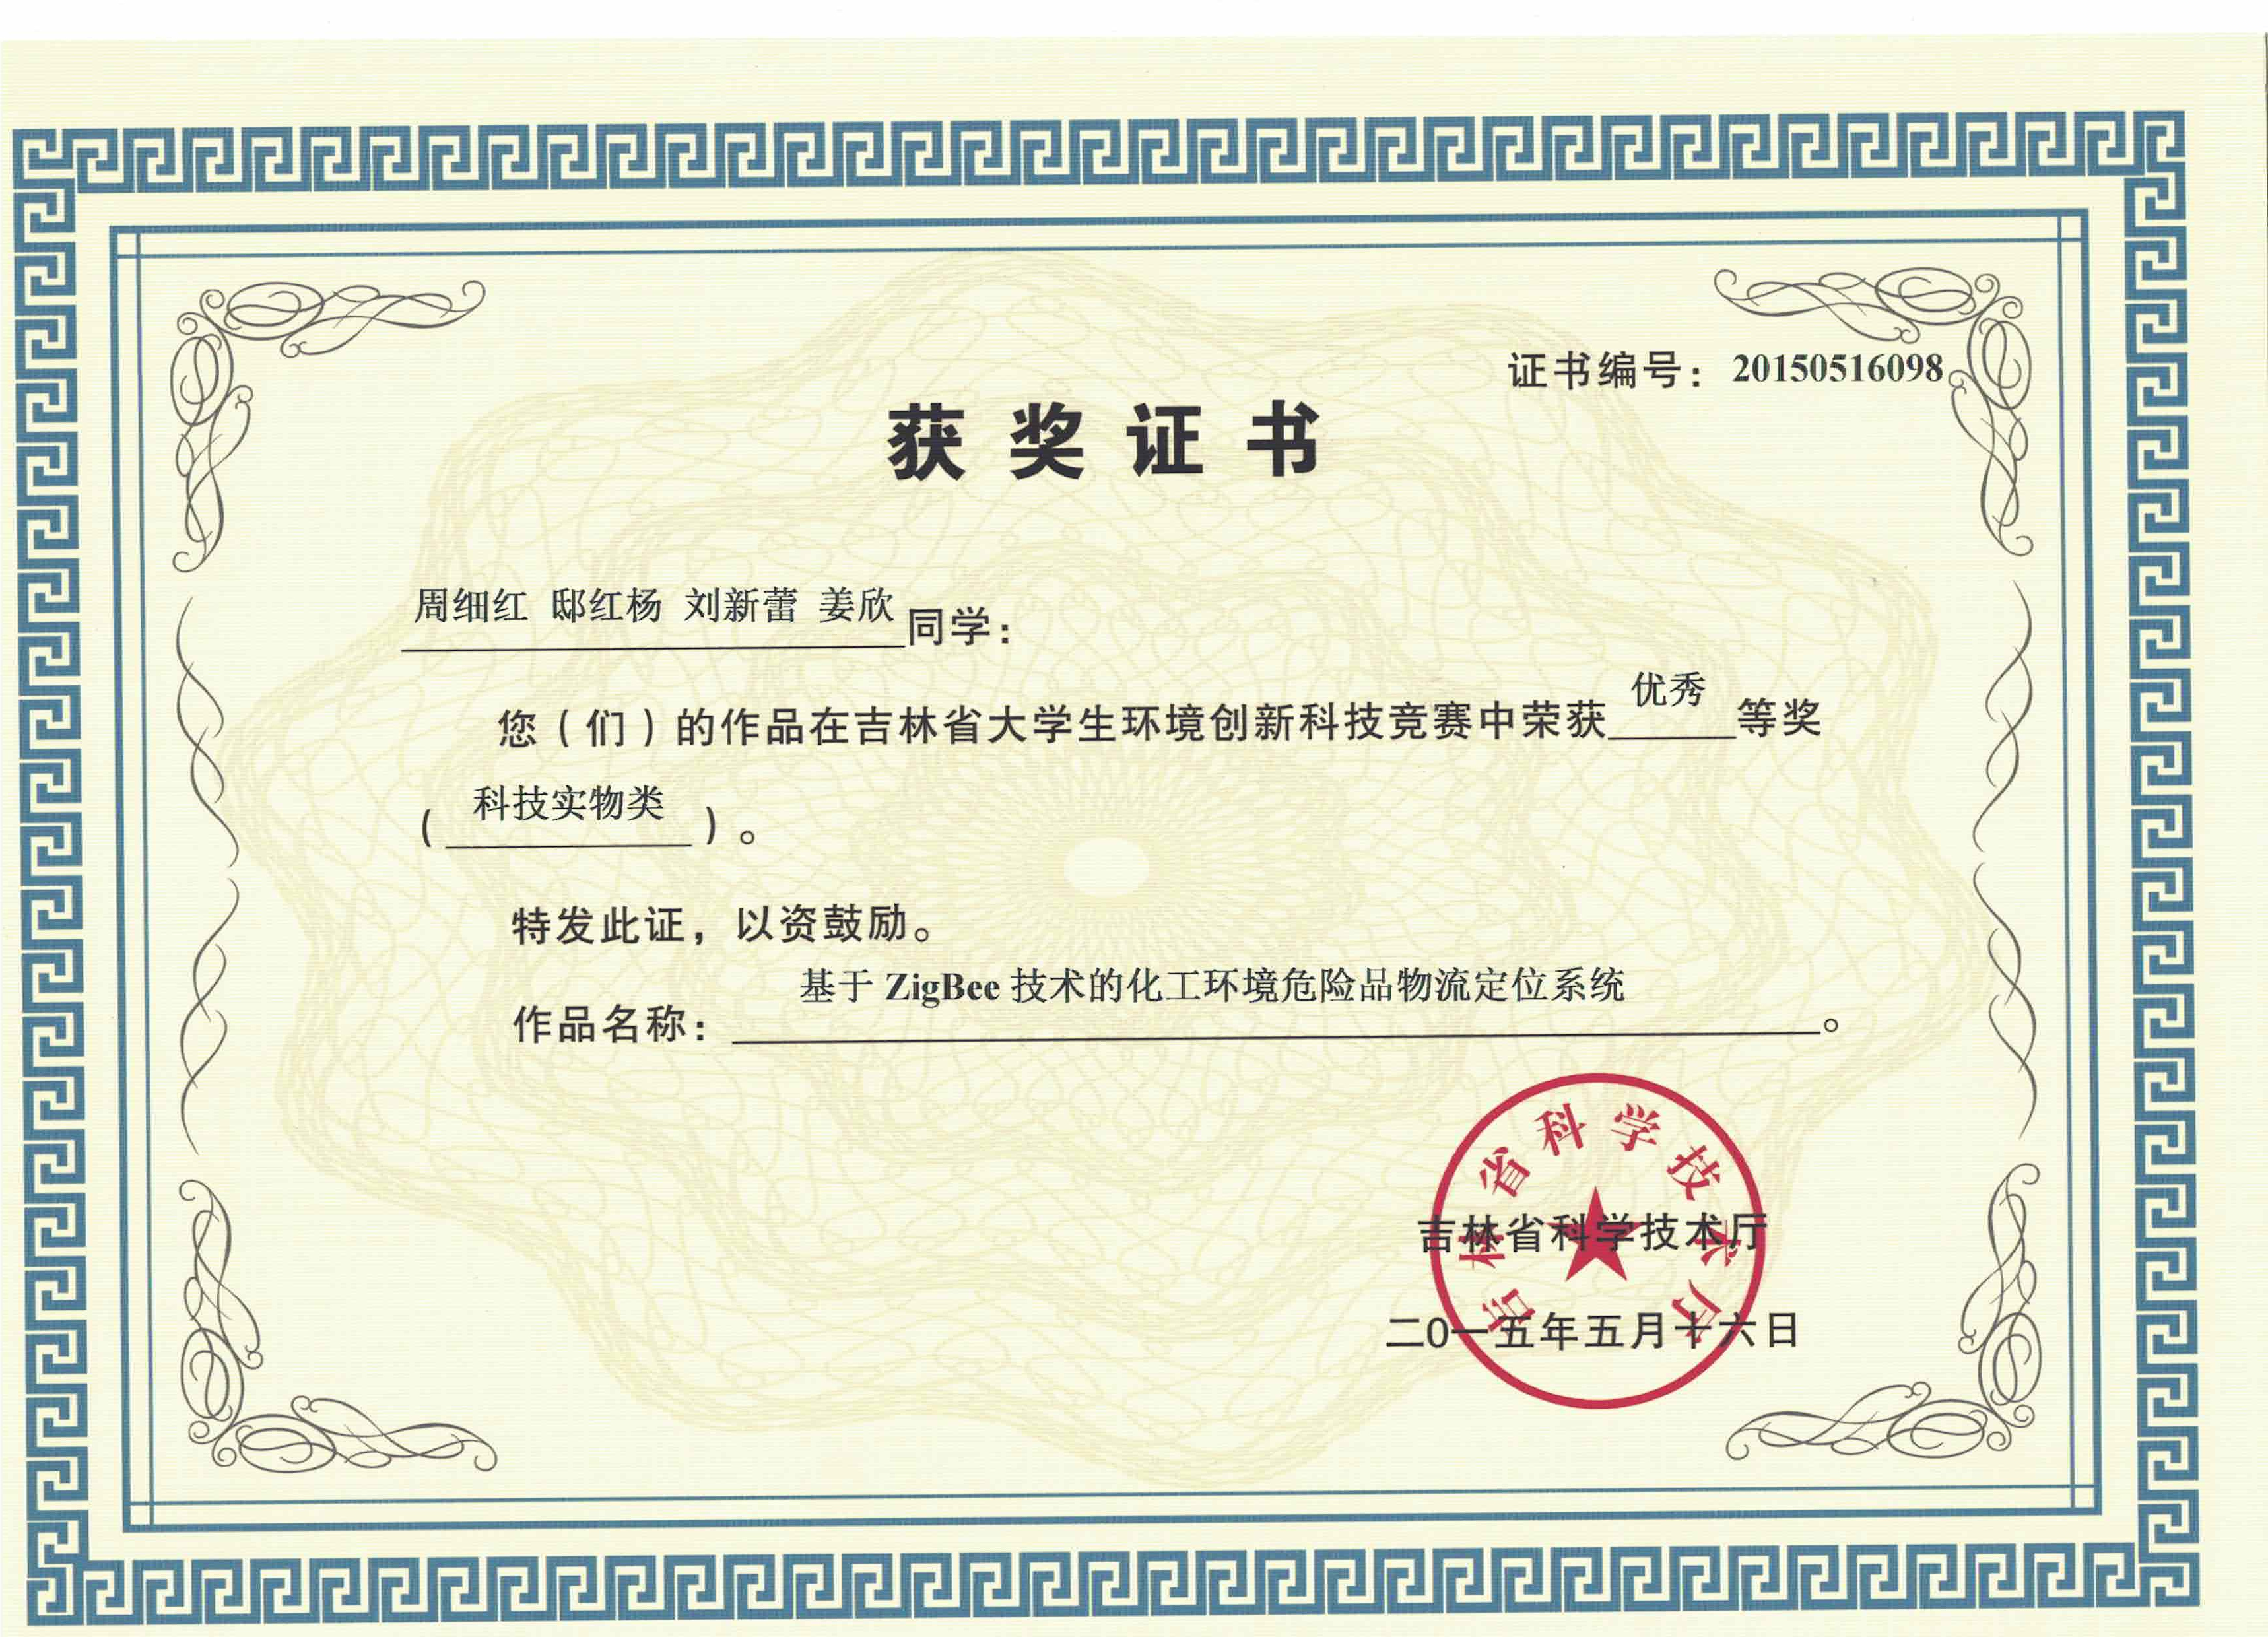 证书编号：20150516098
获奖证书
周细红 邸红杨 刘新蕾 姜欣同学：
您（们）的作品在吉林省大学生环境创新科技竞赛中荣获优秀等奖
（科技实物类）。
特发此证，以资鼓励。
作品名称：基于 ZigBee 技术的化工环境危险品物流定位系统。
吉林省科学技术厅
吉林省科学技术厅
二0一五年五月十六日